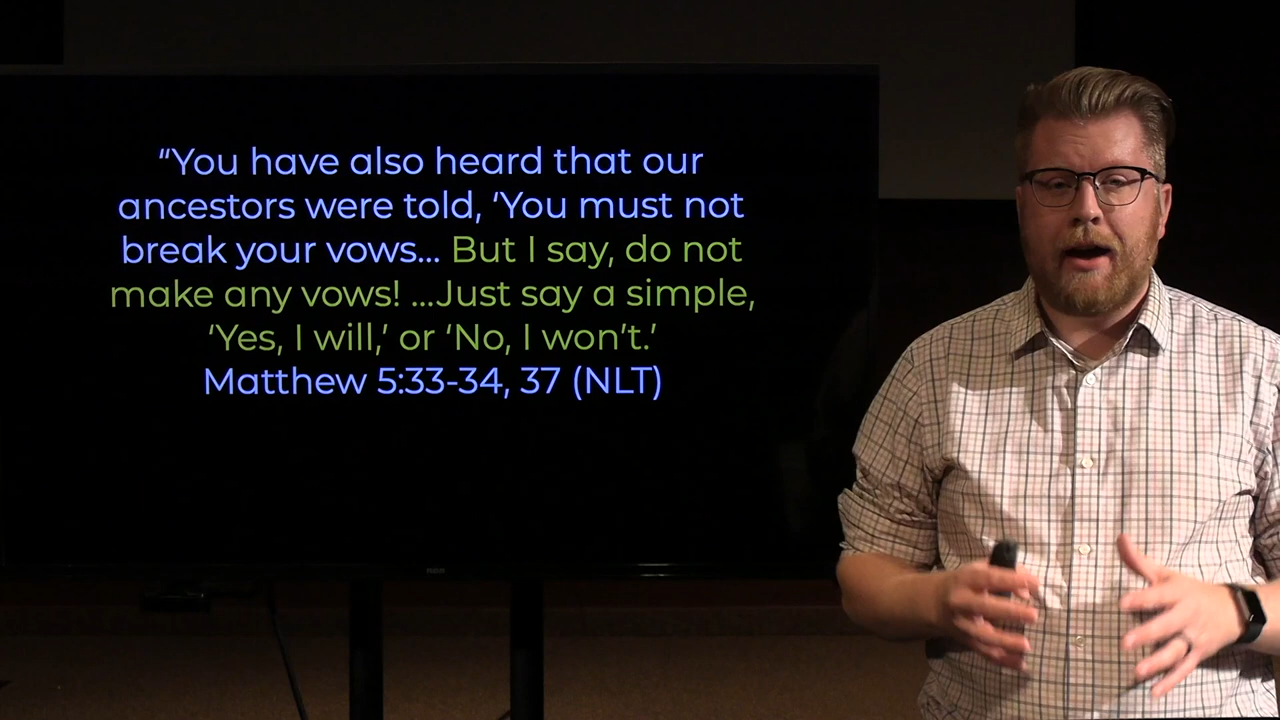 “You have also heard that our
ancestors were told, ‘You must not
break your vows... But I say, do not
make any vows! ...Just say a simple,
‘Yes, I will,’ or ‘No, I won’t.’
Matthew 5:33-34, 37 (NLT)